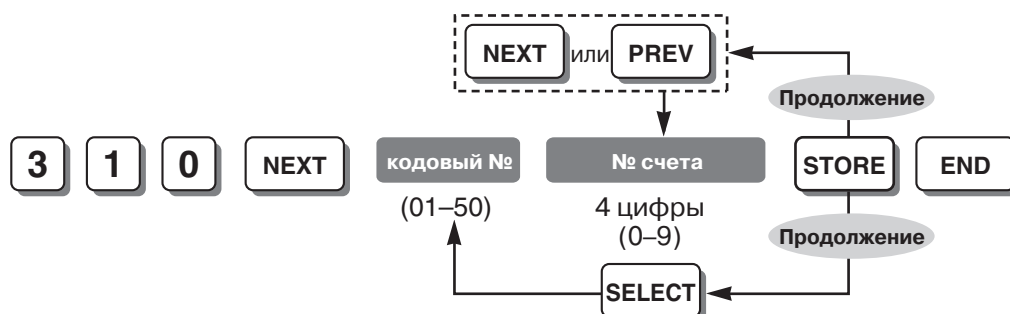 NEXT или PREV
Продолжение
3 1 0 NEXT кодовый № № счета STORE END
(01–50) 4 цифры
(0–9)
Продолжение
SELECT